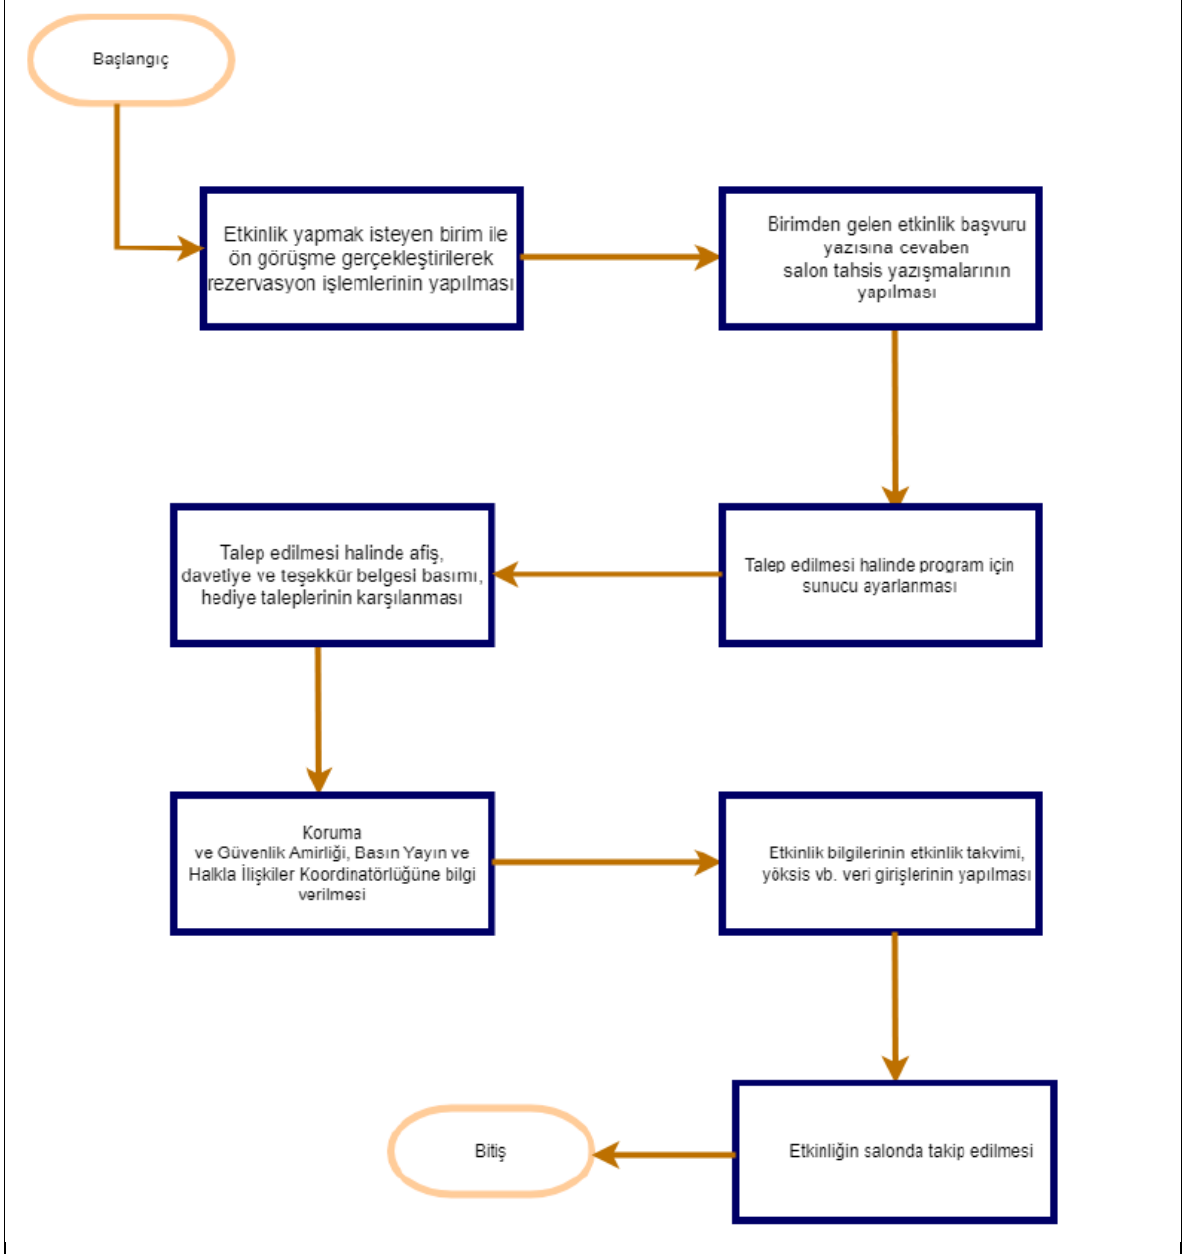 Başlangıç
Etkinlik yapmak isteyen birim ile
ön görüşme gerçekleştirilerek
rezervasyon işlemlerinin yapılması
Birimden gelen etkinlik başvuru
yazısına cevaben
salon tahsis yazışmalarının
yapılması
Talep edilmesi halinde program için
sunucu ayarlanması
Talep edilmesi halinde afiş,
davetiye ve teşekkür belgesi basımı,
hediye taleplerinin karşılanması
Koruma
ve Güvenlik Amirliği, Basın Yayın ve
Halkla İlişkiler Koordinatörlüğüne bilgi
verilmesi
Etkinlik bilgilerinin etkinlik takvimi,
yöksis vb. veri girişlerinin yapılması
Etkinliğin salonda takip edilmesi
Bitiş